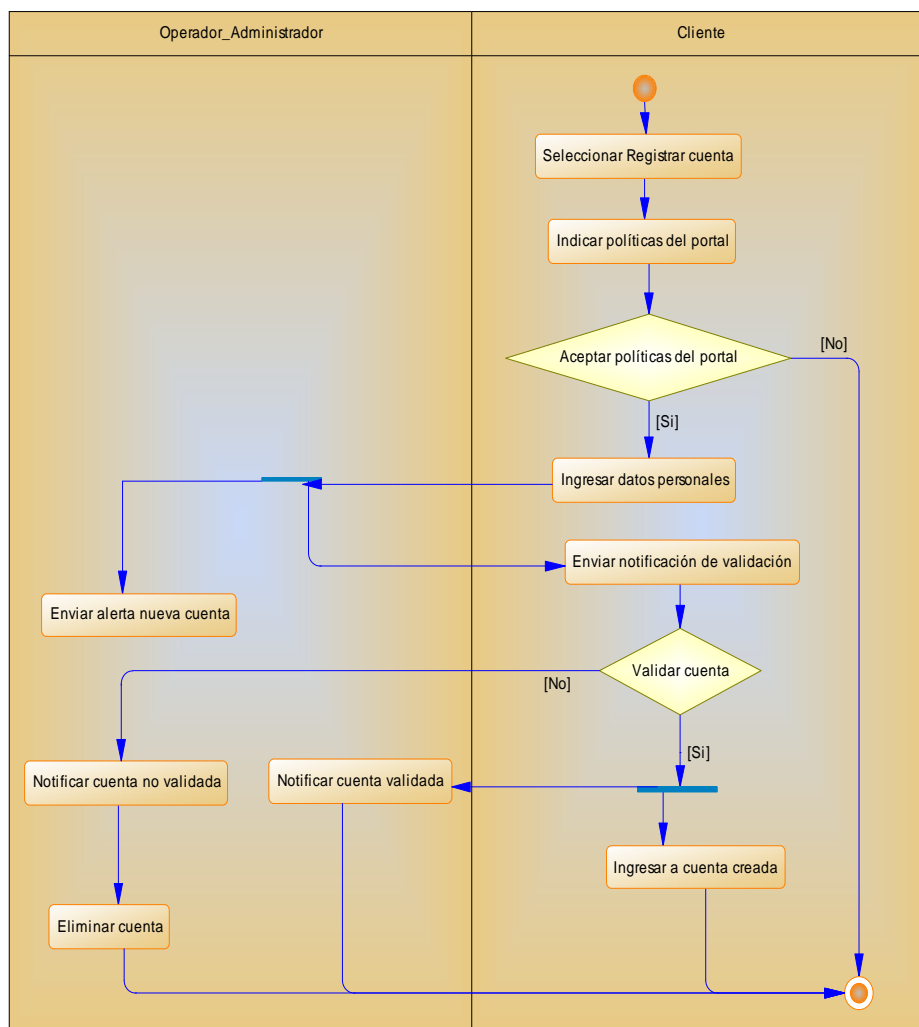 Operador_Administrador
Cliente
Seleccionar Registrar cuenta
Indicar políticas del portal
Aceptar políticas del portal
[No]
[Si]
Ingresar datos personales
Enviar notificación de validación
Enviar alerta nueva cuenta
Validar cuenta
[No]
[Si]
Notificar cuenta no validada
Notificar cuenta validada
Ingresar a cuenta creada
Eliminar cuenta